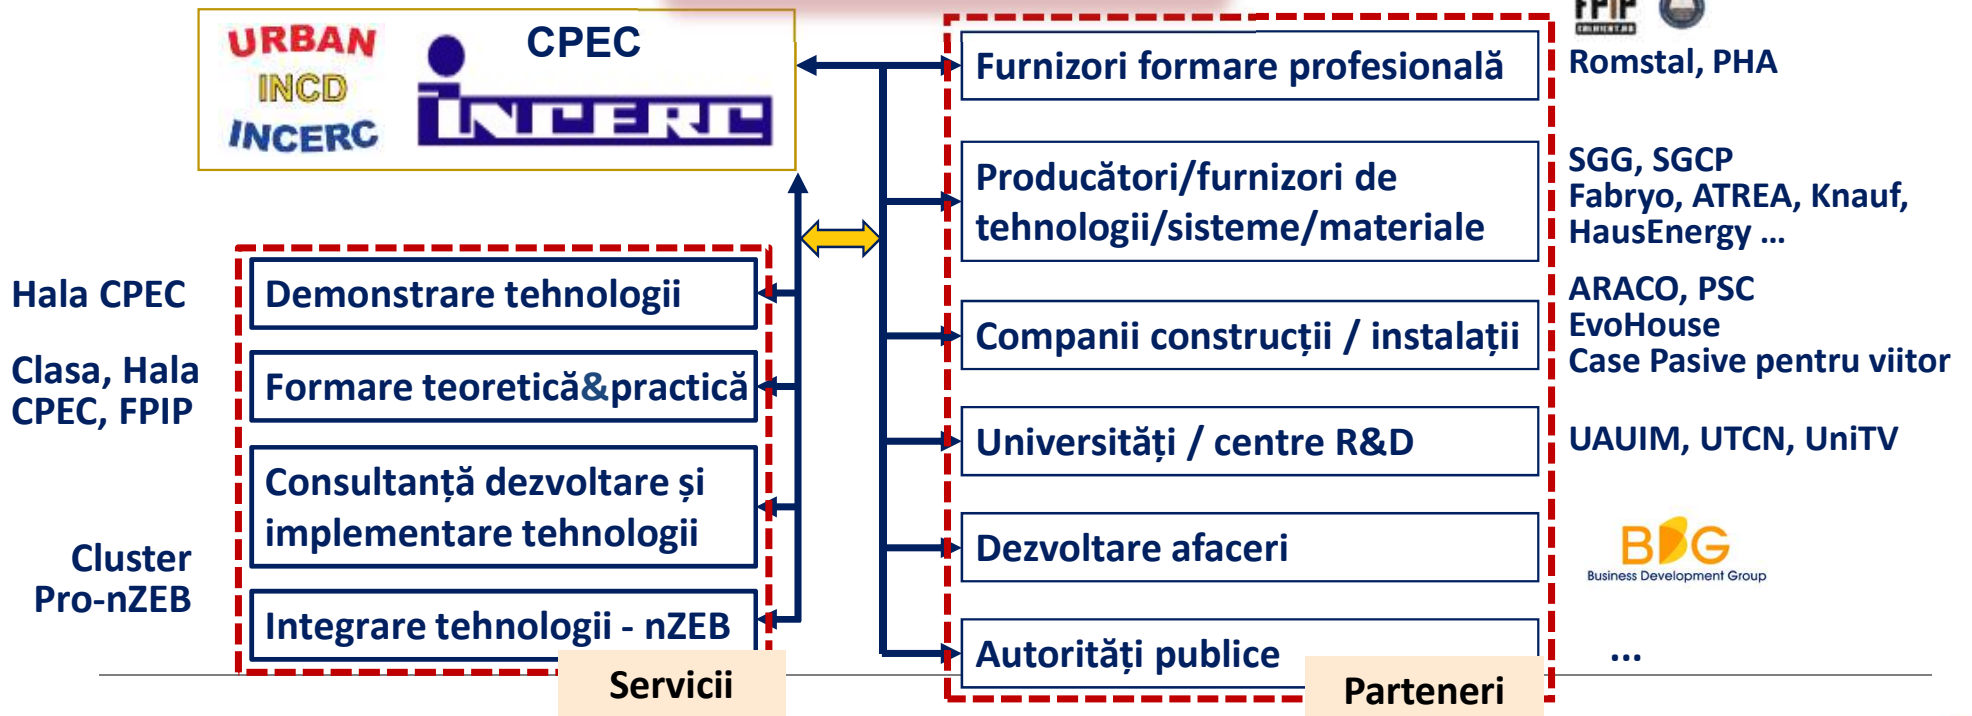 URBAN
INCD
INCERC
CPEC
INCERC
Hala CPEC
Demonstrare tehnologii
Clasa, Hala
CPEC, FPIP
Formare teoretică&practică
Consultanță dezvoltare și
implementare tehnologii
Cluster
Pro-nZEB
Integrare tehnologii - nZEB
Servicii
FPIP
Furnizori formare profesională
Romstal, PHA
Producători/furnizori de
tehnologii/sisteme/materiale
SGG, SGCP
Fabryo, ATREA, Knauf,
HausEnergy ...
Companii construcții / instalații
ARACO, PSC
EvoHouse
Case Pasive pentru viitor
Universități / centre R&D
UAUIM, UTCN, UniTV
Dezvoltare afaceri
BDG
Business Development Group
Autorități publice
...
Parteneri